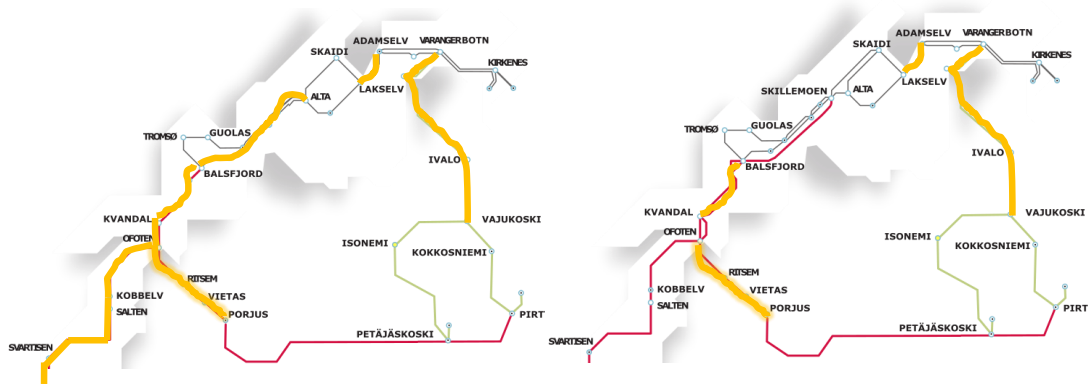 ADAMSELV
VARANGERBOTN
SKAIDI
KIRKENES
LAKSELV
ALTA
GUOLAS
TROMSØ
BALSFJORD
IVALO
KVANDAL
VAJUKOSKI
OFOTEN
ISONEMI
KOKKOSNIEMI
RITSEM
VIETAS
KOBBELV
SALTEN
PORJUS
PIRT
PETÄJÄSKOSKI
SVARTISEN
ADAMSELV
VARANGERBOTN
SKAIDI
KIRKENES
LAKSELV
SKILLEMOEN
ALTA
GUOLAS
TROMSØ
BALSFJORD
IVALO
KVANDAL
VAJUKOSKI
OFOTEN
ISONEMI
KOKKOSNIEMI
RITSEM
VIETAS
KOBBELV
SALTEN
PORJUS
PIRT
PETÄJÄSKOSKI
SVARTISEN